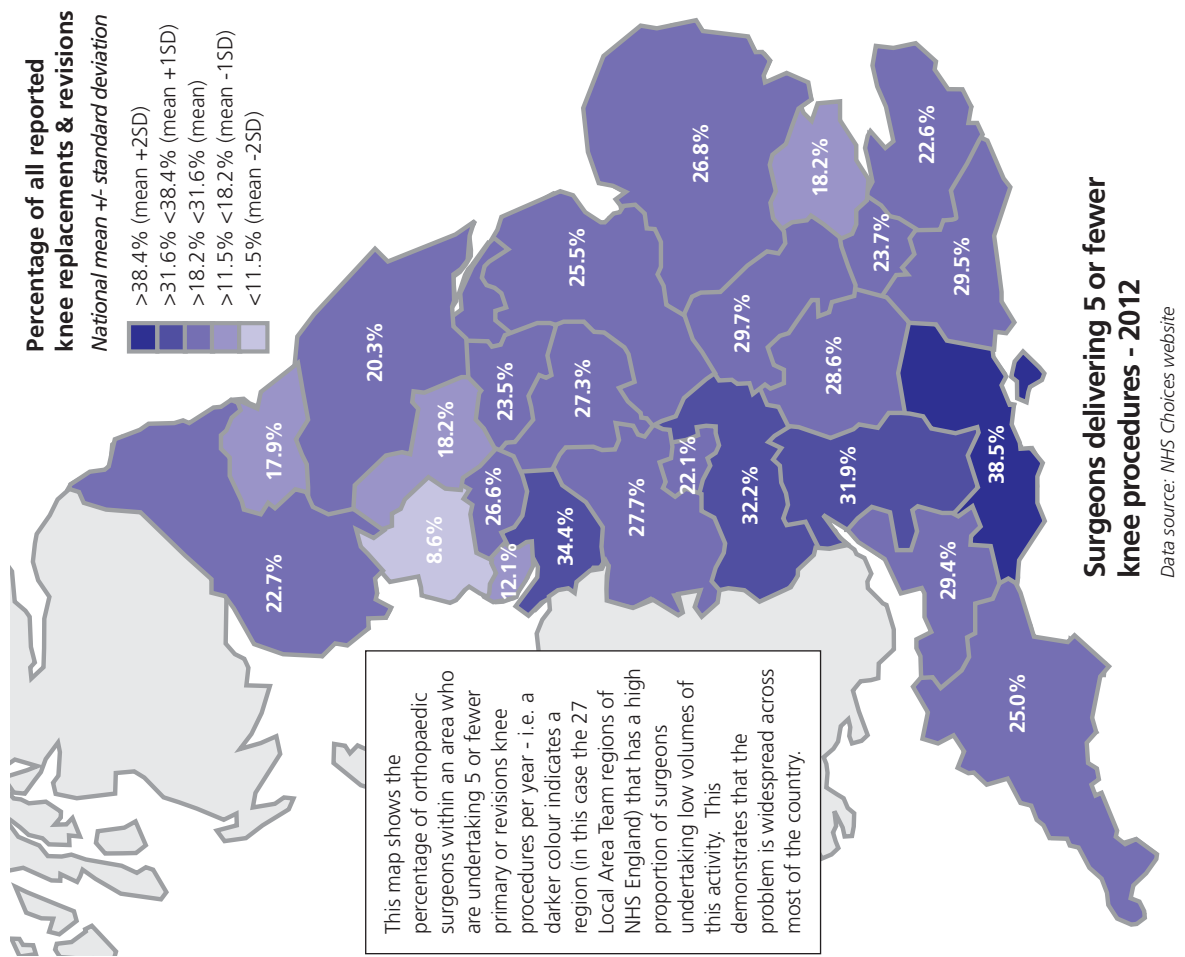 Percentage of all reported
knee replacements & revisions
National mean +/- standard deviation
>38.4% (mean +2SD)
>31.6% <38.4% (mean +1SD)
>18.2% <31.6% (mean)
>11.5% <18.2% (mean -1SD)
<11.5% (mean -2SD)
22.7%
17.9%
20.3%
8.6%
18.2%
12.1%
26.6%
23.5%
34.4%
27.3%
25.5%
27.7%
22.1%
32.2%
29.7%
26.8%
31.9%
28.6%
18.2%
29.4%
23.7%
22.6%
25.0%
38.5%
29.5%
This map shows the
percentage of orthopaedic
surgeons within an area who
are undertaking 5 or fewer
primary or revisions knee
procedures per year - i.e. a
darker colour indicates a
region (in this case the 27
Local Area Team regions of
NHS England) that has a high
proportion of surgeons
undertaking low volumes of
this activity.  This
demonstrates that the
problem is widespread across
most of the country.
Surgeons delivering 5 or fewer
knee procedures - 2012
Data source: NHS Choices website